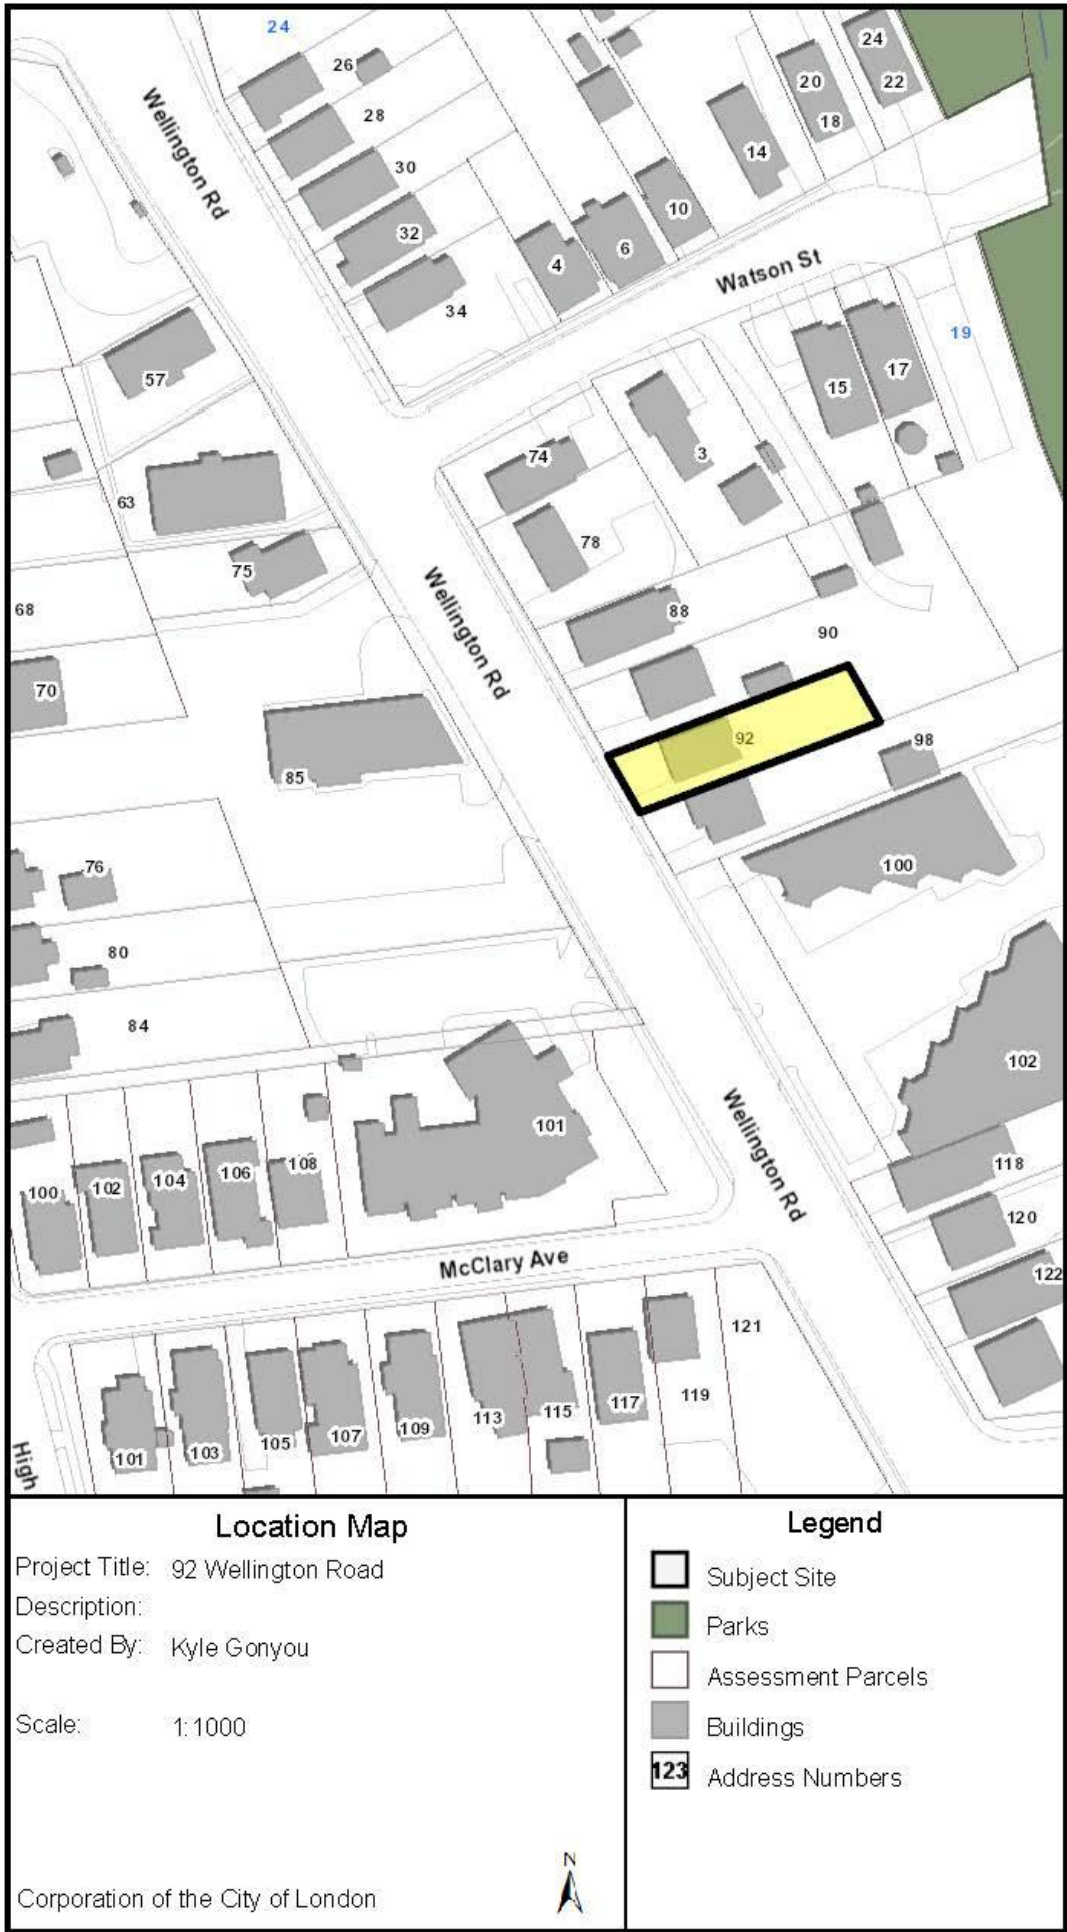 24
26
28
30
32
34
24
22
20
18
14
10
6
4
Wellington Rd
Watson St
57
63
75
68
70
85
74
3
78
15
17
19
88
90
92
98
100
Wellington Rd
76
80
84
102
118
120
122
101
100
102
104
106
108
Wellington Rd
McClary Ave
121
119
117
115
113
109
107
105
103
101
High
Location Map
Project Title: 92 Wellington Road
Description:
Created By: Kyle Gonyou
Scale: 1:1000
Corporation of the City of London
N
Legend
Subject Site
Parks
Assessment Parcels
Buildings
123 Address Numbers